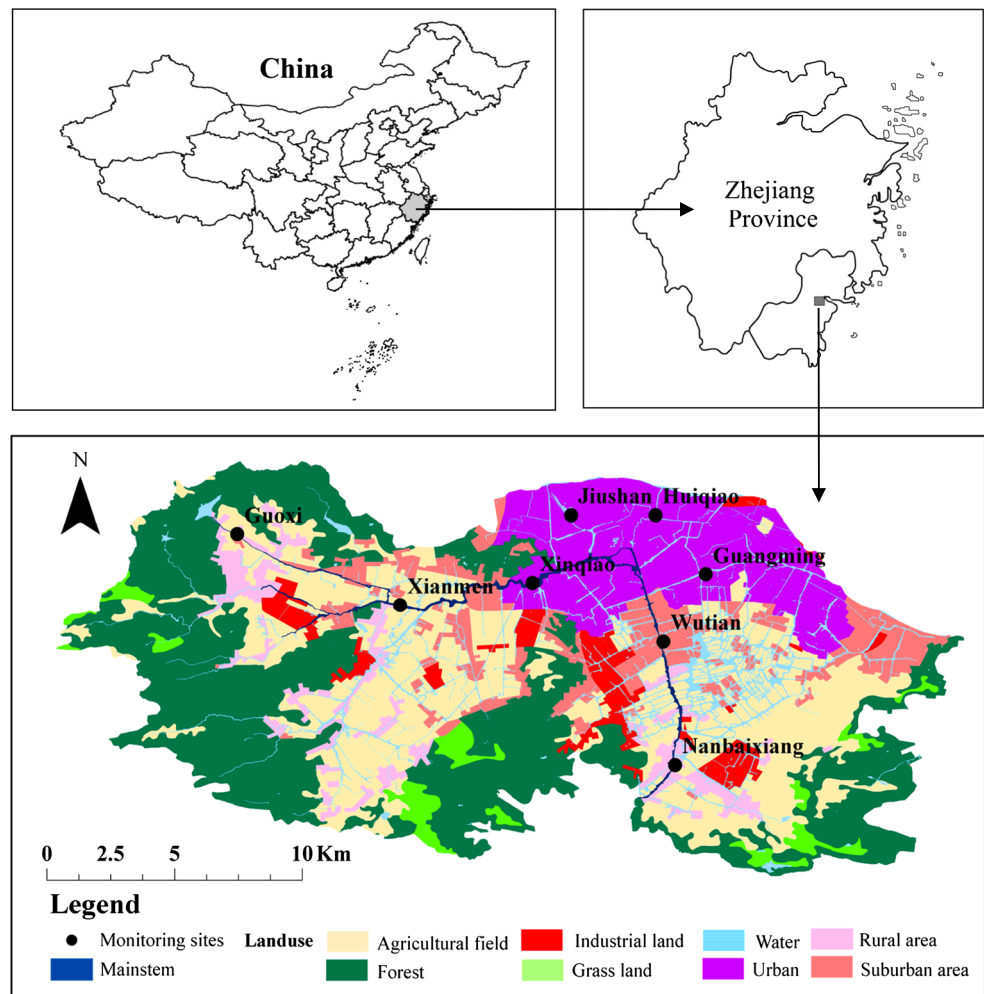 China
Zhejiang
Province
N
Jiushan Huiqiao
Guoxi
Guangming
Xinqiao
Xianmen
Wutian
Nanbaixiang
0 2.5 5 10 Km
Legend
Monitoring sites Landuse Agricultural field Industrial land Water Rural area
Mainstem Forest Grass land Urban Suburban area